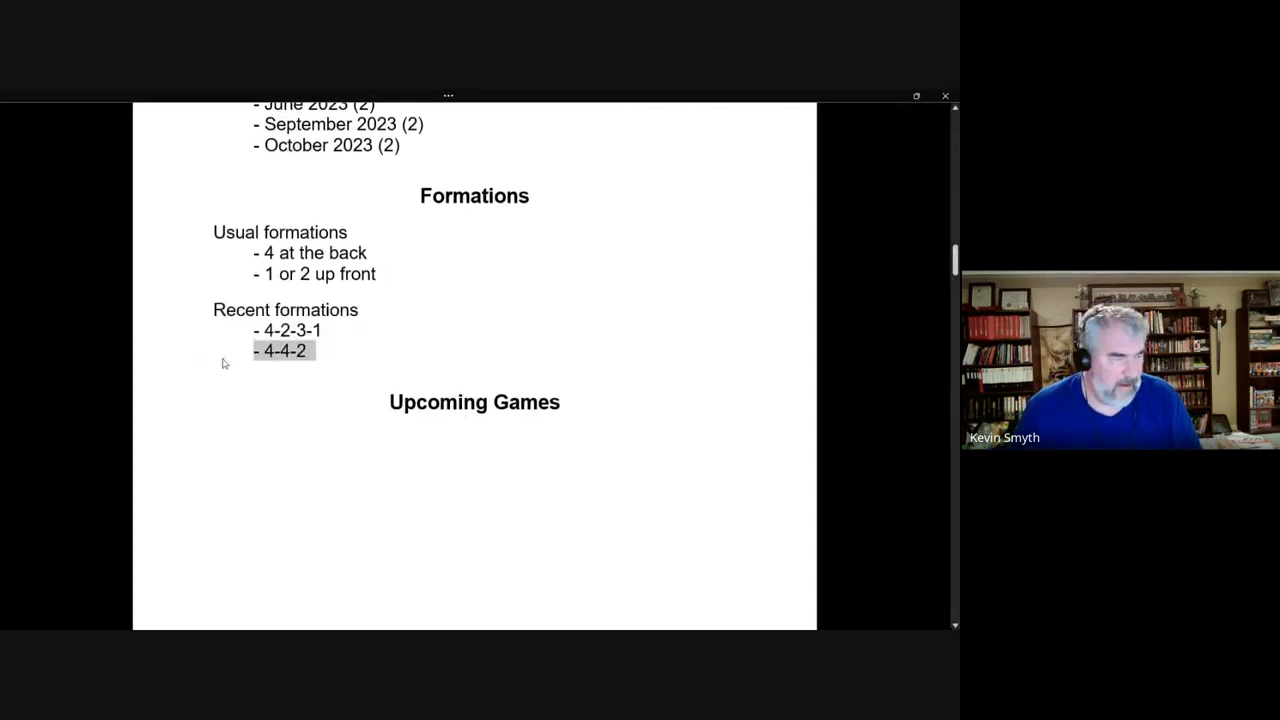 - June 2023 (2)
- September 2023 (2)
- October 2023 (2)
Formations
Usual formations
- 4 at the back
- 1 or 2 up front
Recent formations
- 4-2-3-1
- 4-4-2
Upcoming Games
Kevin Smyth